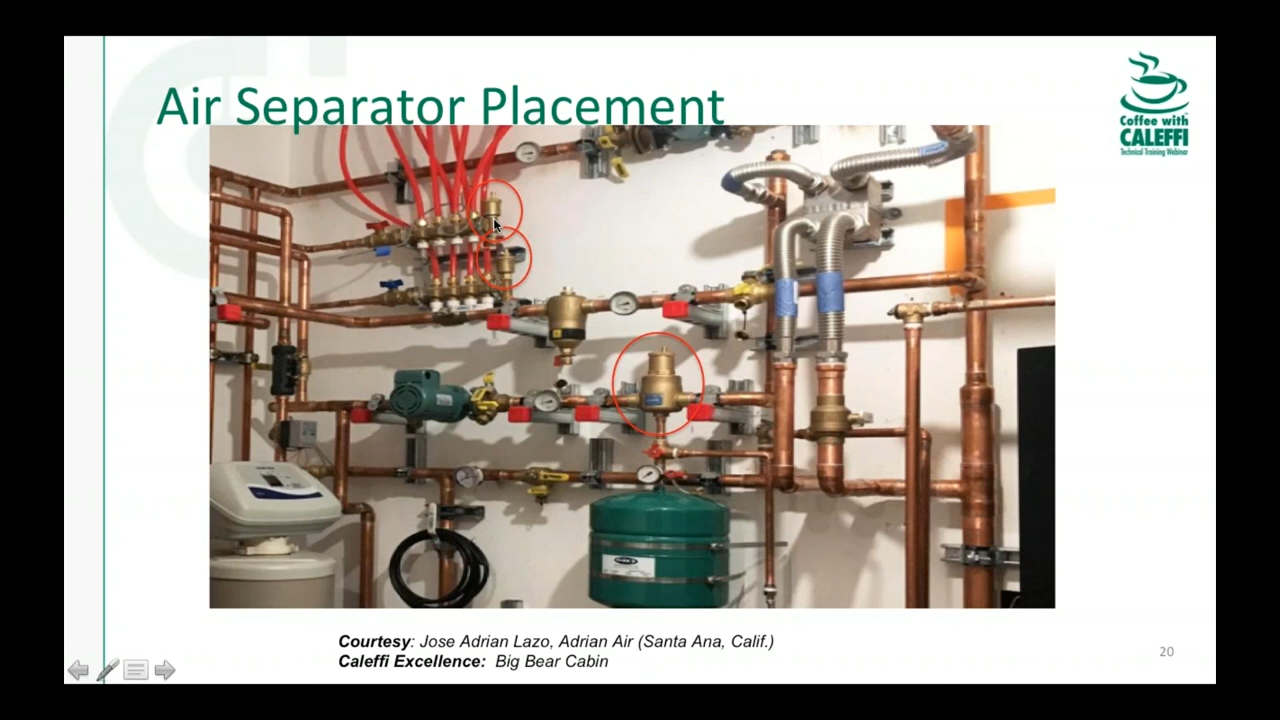 Air Separator Placement
Coffee with
CALEFFI
Technical Training Webinar
Courtesy: Jose Adrian Lazo, Adrian Air (Santa Ana, Calif.)
Caleffi Excellence: Big Bear Cabin
20